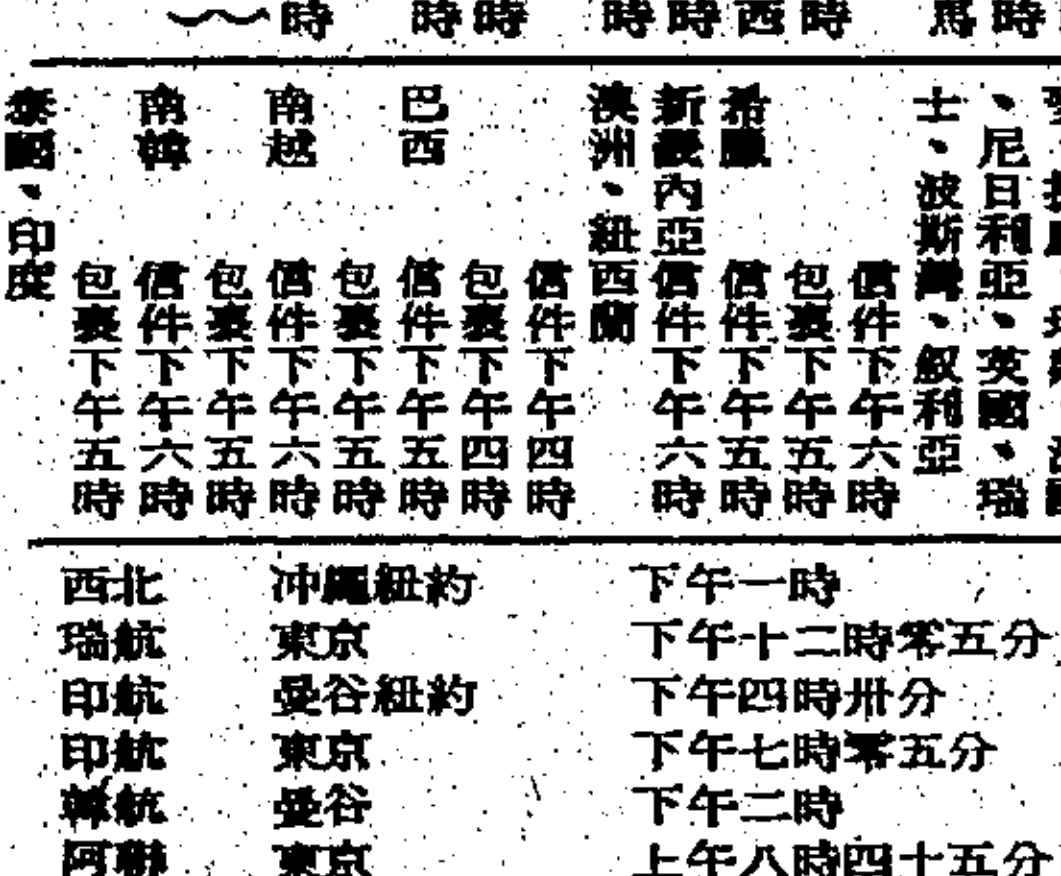 時
馬
時
西
時
時
時
時
時
、尼日利亞、英國、瑞
士、波斯灣、叙利亞
信件下午六時
包裹下午五時
希臘 信件下午五時
新畿內亞信件下午六時
澳洲、紐西蘭
信件下午四時
包裹下午四時
巴西 信件下午五時
包裹下午五時
南越 信件下午六時
包裹下午五時
南韓 信件下午六時
包裹下午五時
泰國、印度
西北 沖繩紐約 下午一時
瑞航 東京 下午十二時零五分
印航 曼谷紐約 下午四時卅分
印航 東京 下午七時零五分
韓航 曼谷 下午二時
阿聯 東京 上午八時四十五分